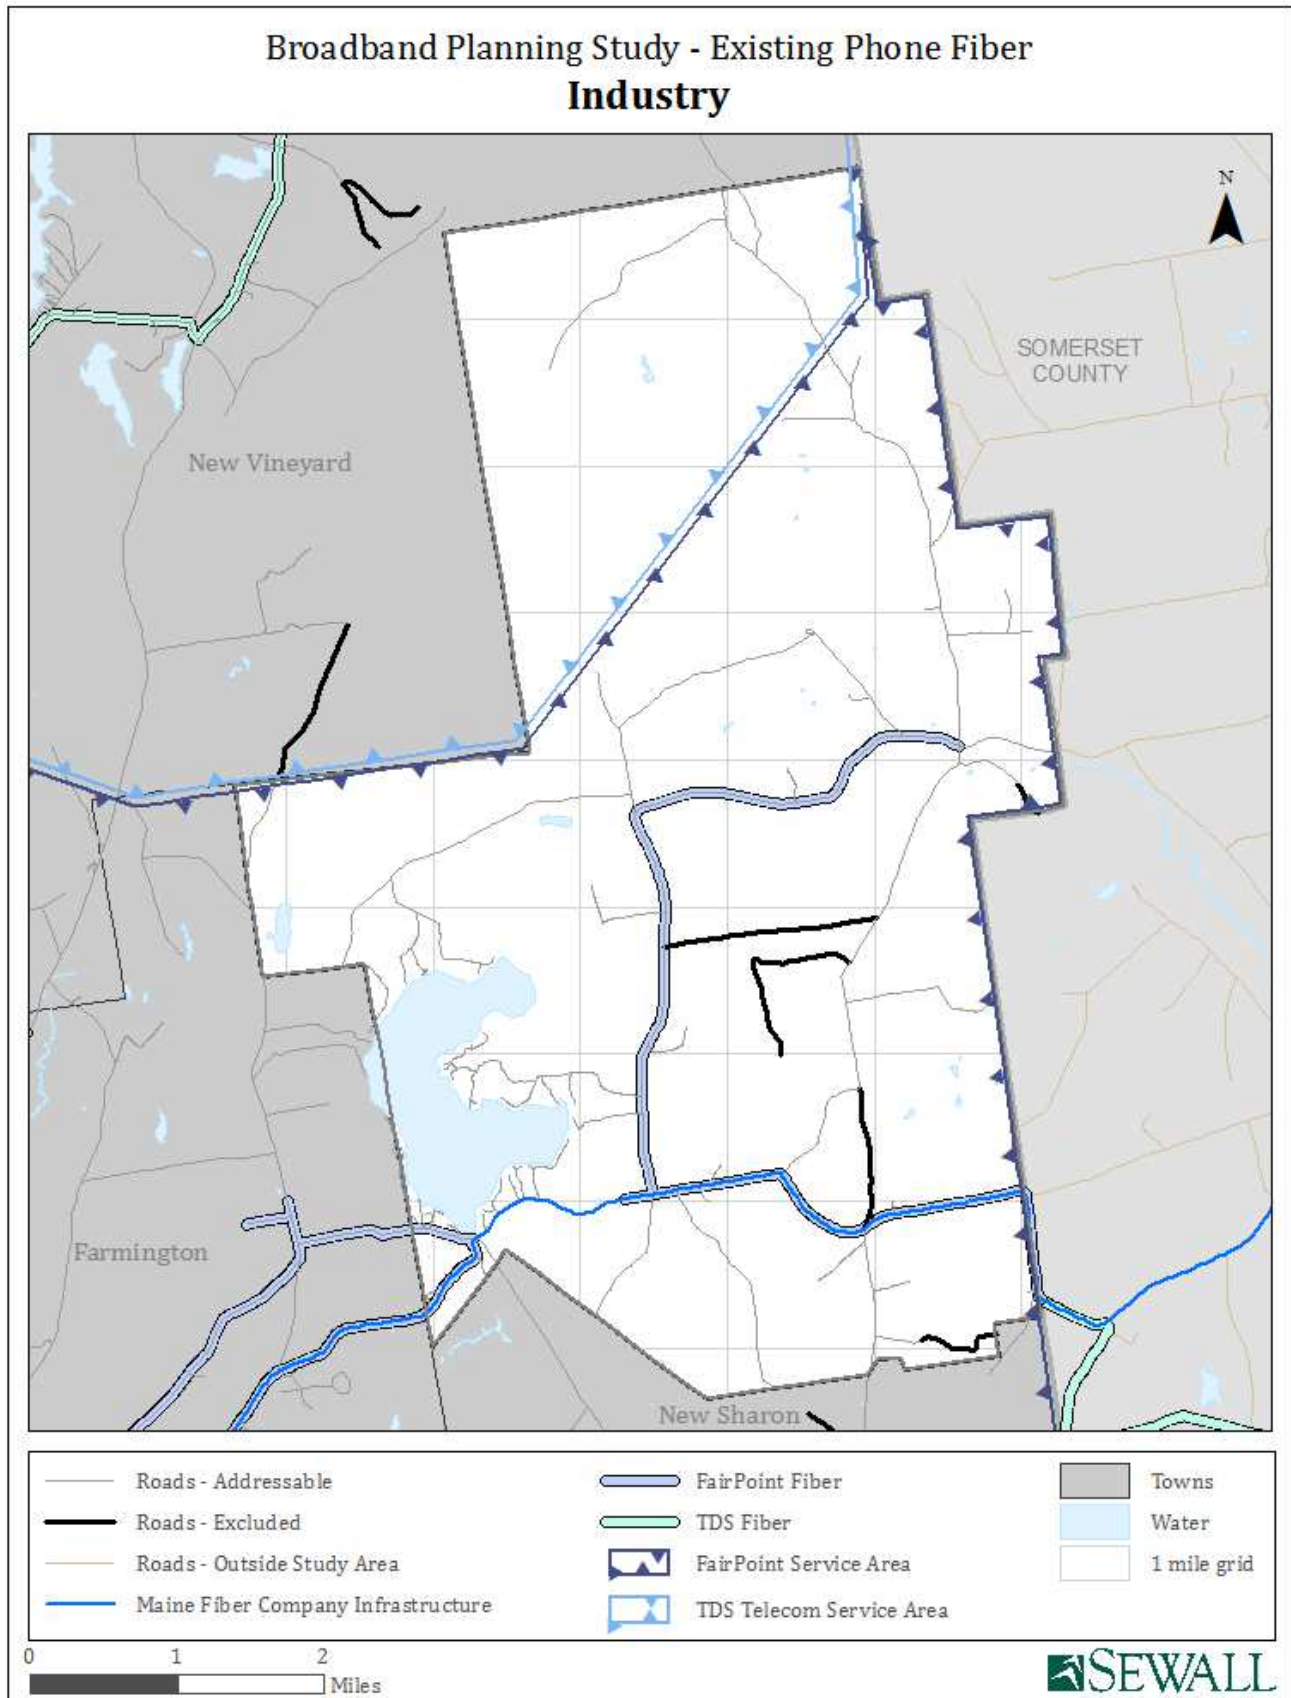 Broadband Planning Study - Existing Phone Fiber
Industry
N
SOMERSET
COUNTY
New Vineyard
Farmington
New Sharon
Roads - Addressable
Roads - Excluded
Roads - Outside Study Area
Maine Fiber Company Infrastructure
FairPoint Fiber
TDS Fiber
FairPoint Service Area
TDS Telecom Service Area
Towns
Water
1 mile grid
0 1 2
Miles
SEWALL